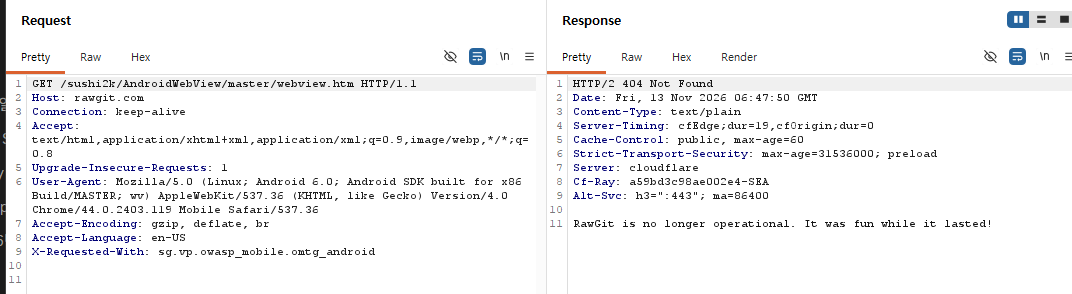 Request
Pretty Raw Hex \n
1 GET /sushi2k/AndroidWebView/master/webview.htm HTTP/1.1
2 Host: rawgit.com
3 Connection: keep-alive
4 Accept:
text/html,application/xhtml+xml,application/xml;q=0.9,image/webp,*/*;q=
0.8
5 Upgrade-Insecure-Requests: 1
6 User-Agent: Mozilla/5.0 (Linux; Android 6.0; Android SDK built for x86
Build/MASTER; wv) AppleWebKit/537.36 (KHTML, like Gecko) Version/4.0
Chrome/44.0.2403.119 Mobile Safari/537.36
7 Accept-Encoding: gzip, deflate, br
8 Accept-Language: en-US
9 X-Requested-With: sg.vp.owasp_mobile.omtg_android
10
11
Response
Pretty Raw Hex Render \n
1 HTTP/2 404 Not Found
2 Date: Fri, 13 Nov 2026 06:47:50 GMT
3 Content-Type: text/plain
4 Server-Timing: cfEdge;dur=19,cfOrigin;dur=0
5 Cache-Control: public, max-age=60
6 Strict-Transport-Security: max-age=31536000; preload
7 Server: cloudflare
8 Cf-Ray: a59bd3c98ae002e4-SEA
9 Alt-Svc: h3=":443"; ma=86400
10
11 RawGit is no longer operational. It was fun while it lasted!